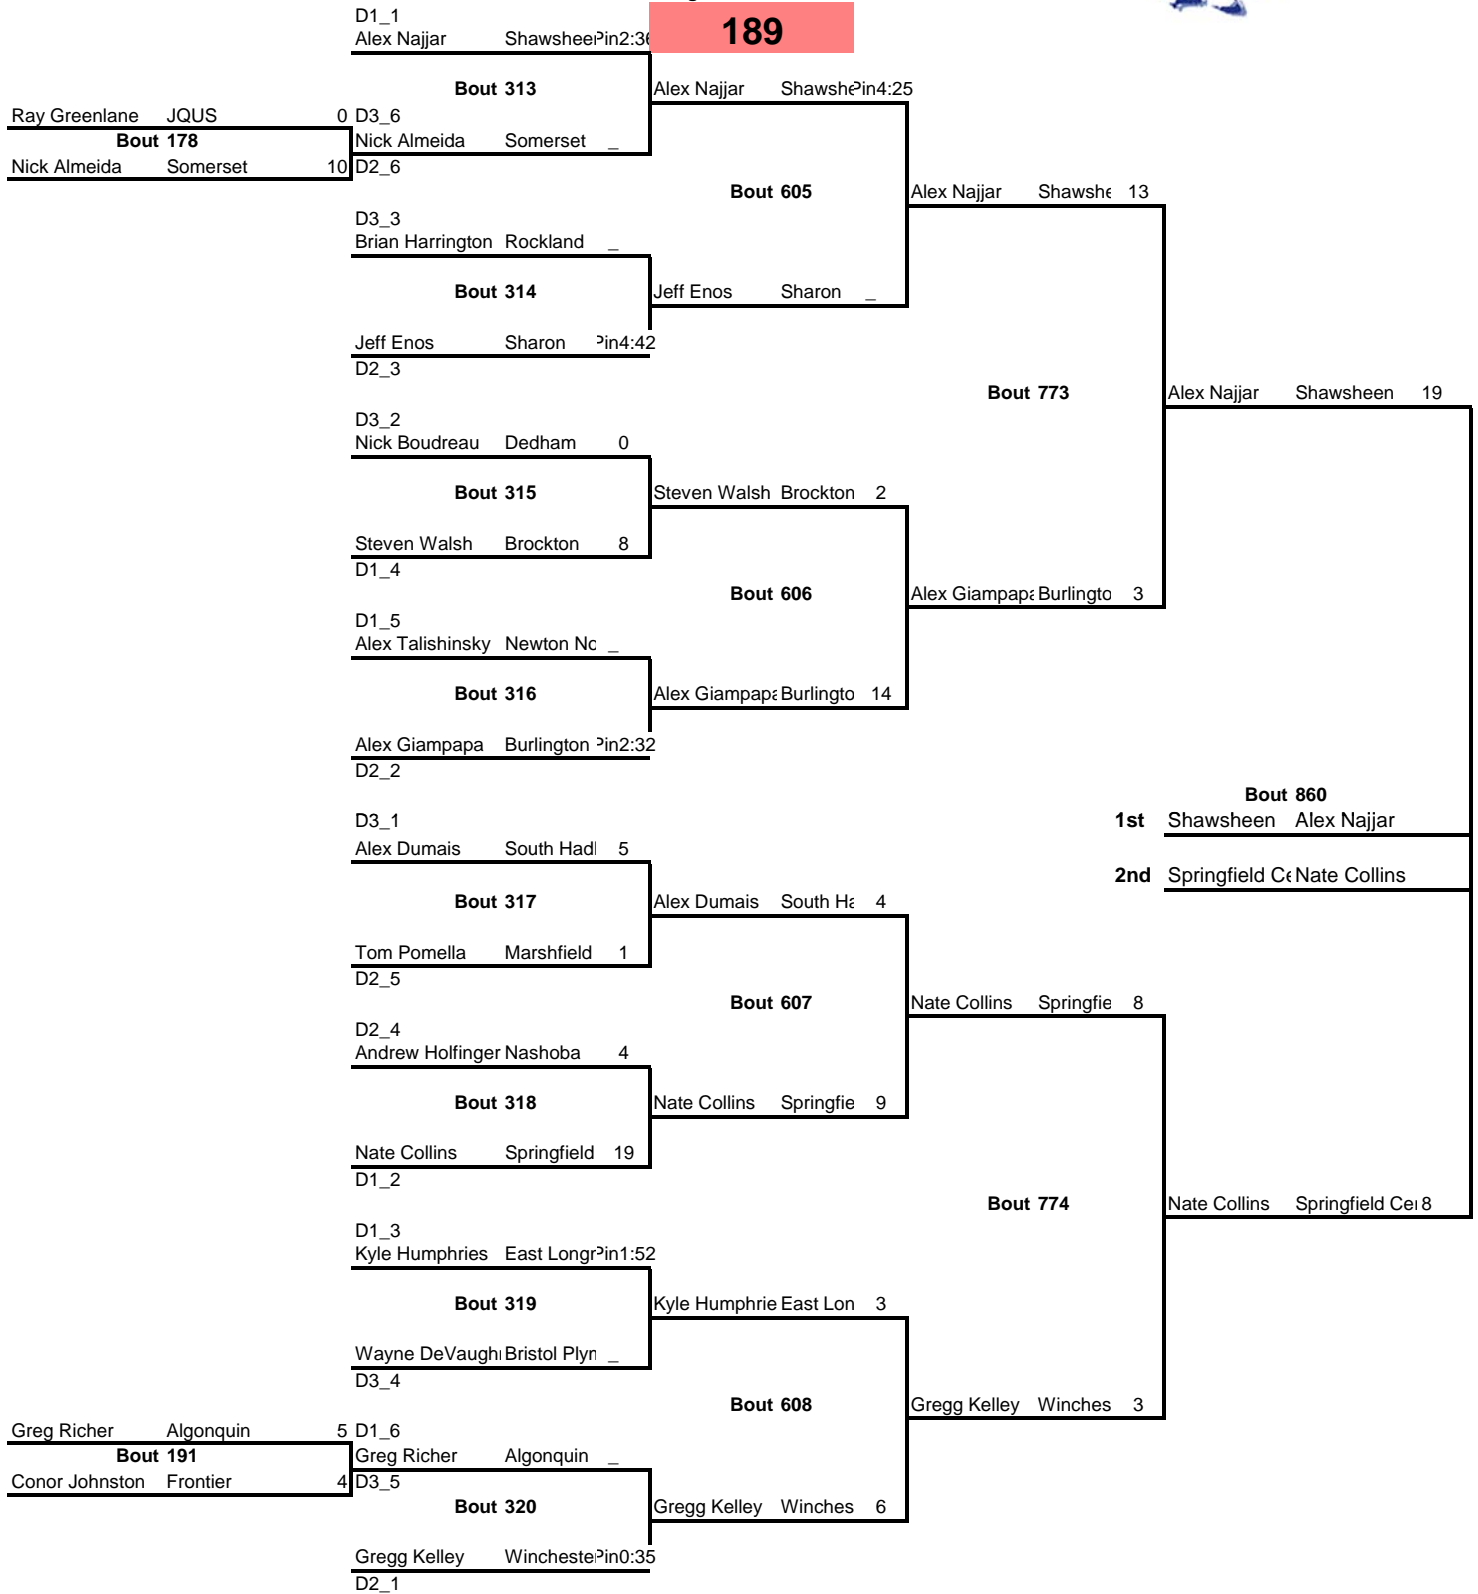 D1_1
189
Alex Najjar Shawsheen Pin2:36
Bout 313
Alex Najjar Shawshe Pin4:25
Ray Greenlane JQUS 0 D3_6
Bout 178
Nick Almeida Somerset _
Nick Almeida Somerset 10 D2_6
Bout 605
Alex Najjar Shawshe 13
D3_3
Brian Harrington Rockland _
Bout 314
Jeff Enos Sharon _
Jeff Enos Sharon Pin4:42
D2_3
Bout 773
Alex Najjar Shawsheen 19
D3_2
Nick Boudreau Dedham 0
Bout 315
Steven Walsh Brockton 2
Steven Walsh Brockton 8
D1_4
Bout 606
Alex Giampapa Burlingto 3
D1_5
Alex Talishinsky Newton No _
Bout 316
Alex Giampapa Burlingto 14
Alex Giampapa Burlington Pin2:32
D2_2
Bout 860
D3_1
1st Shawsheen Alex Najjar
Alex Dumais South Hadl 5
2nd Springfield Ce Nate Collins
Bout 317
Alex Dumais South Ha 4
Tom Pomella Marshfield 1
D2_5
Bout 607
Nate Collins Springfie 8
D2_4
Andrew Holfinger Nashoba 4
Bout 318
Nate Collins Springfie 9
Nate Collins Springfield 19
D1_2
Bout 774
Nate Collins Springfield Cen 8
D1_3
Kyle Humphries East Longr Pin1:52
Bout 319
Kyle Humphrie East Lon 3
Wayne DeVaughn Bristol Plym _
D3_4
Bout 608
Gregg Kelley Winches 3
Greg Richer Algonquin 5 D1_6
Bout 191
Greg Richer Algonquin _
Conor Johnston Frontier 4 D3_5
Bout 320
Gregg Kelley Winches 6
Gregg Kelley Wincheste Pin0:35
D2_1